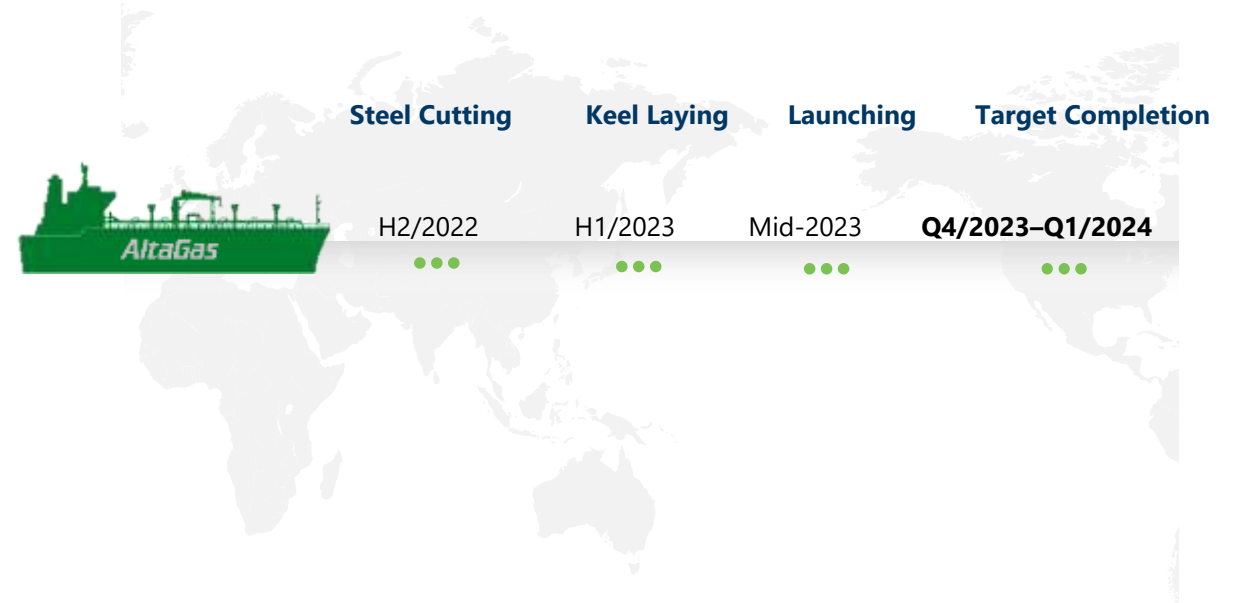 Steel Cutting Keel Laying Launching Target Completion
H2/2022 H1/2023 Mid-2023 Q4/2023–Q1/2024
AltaGas